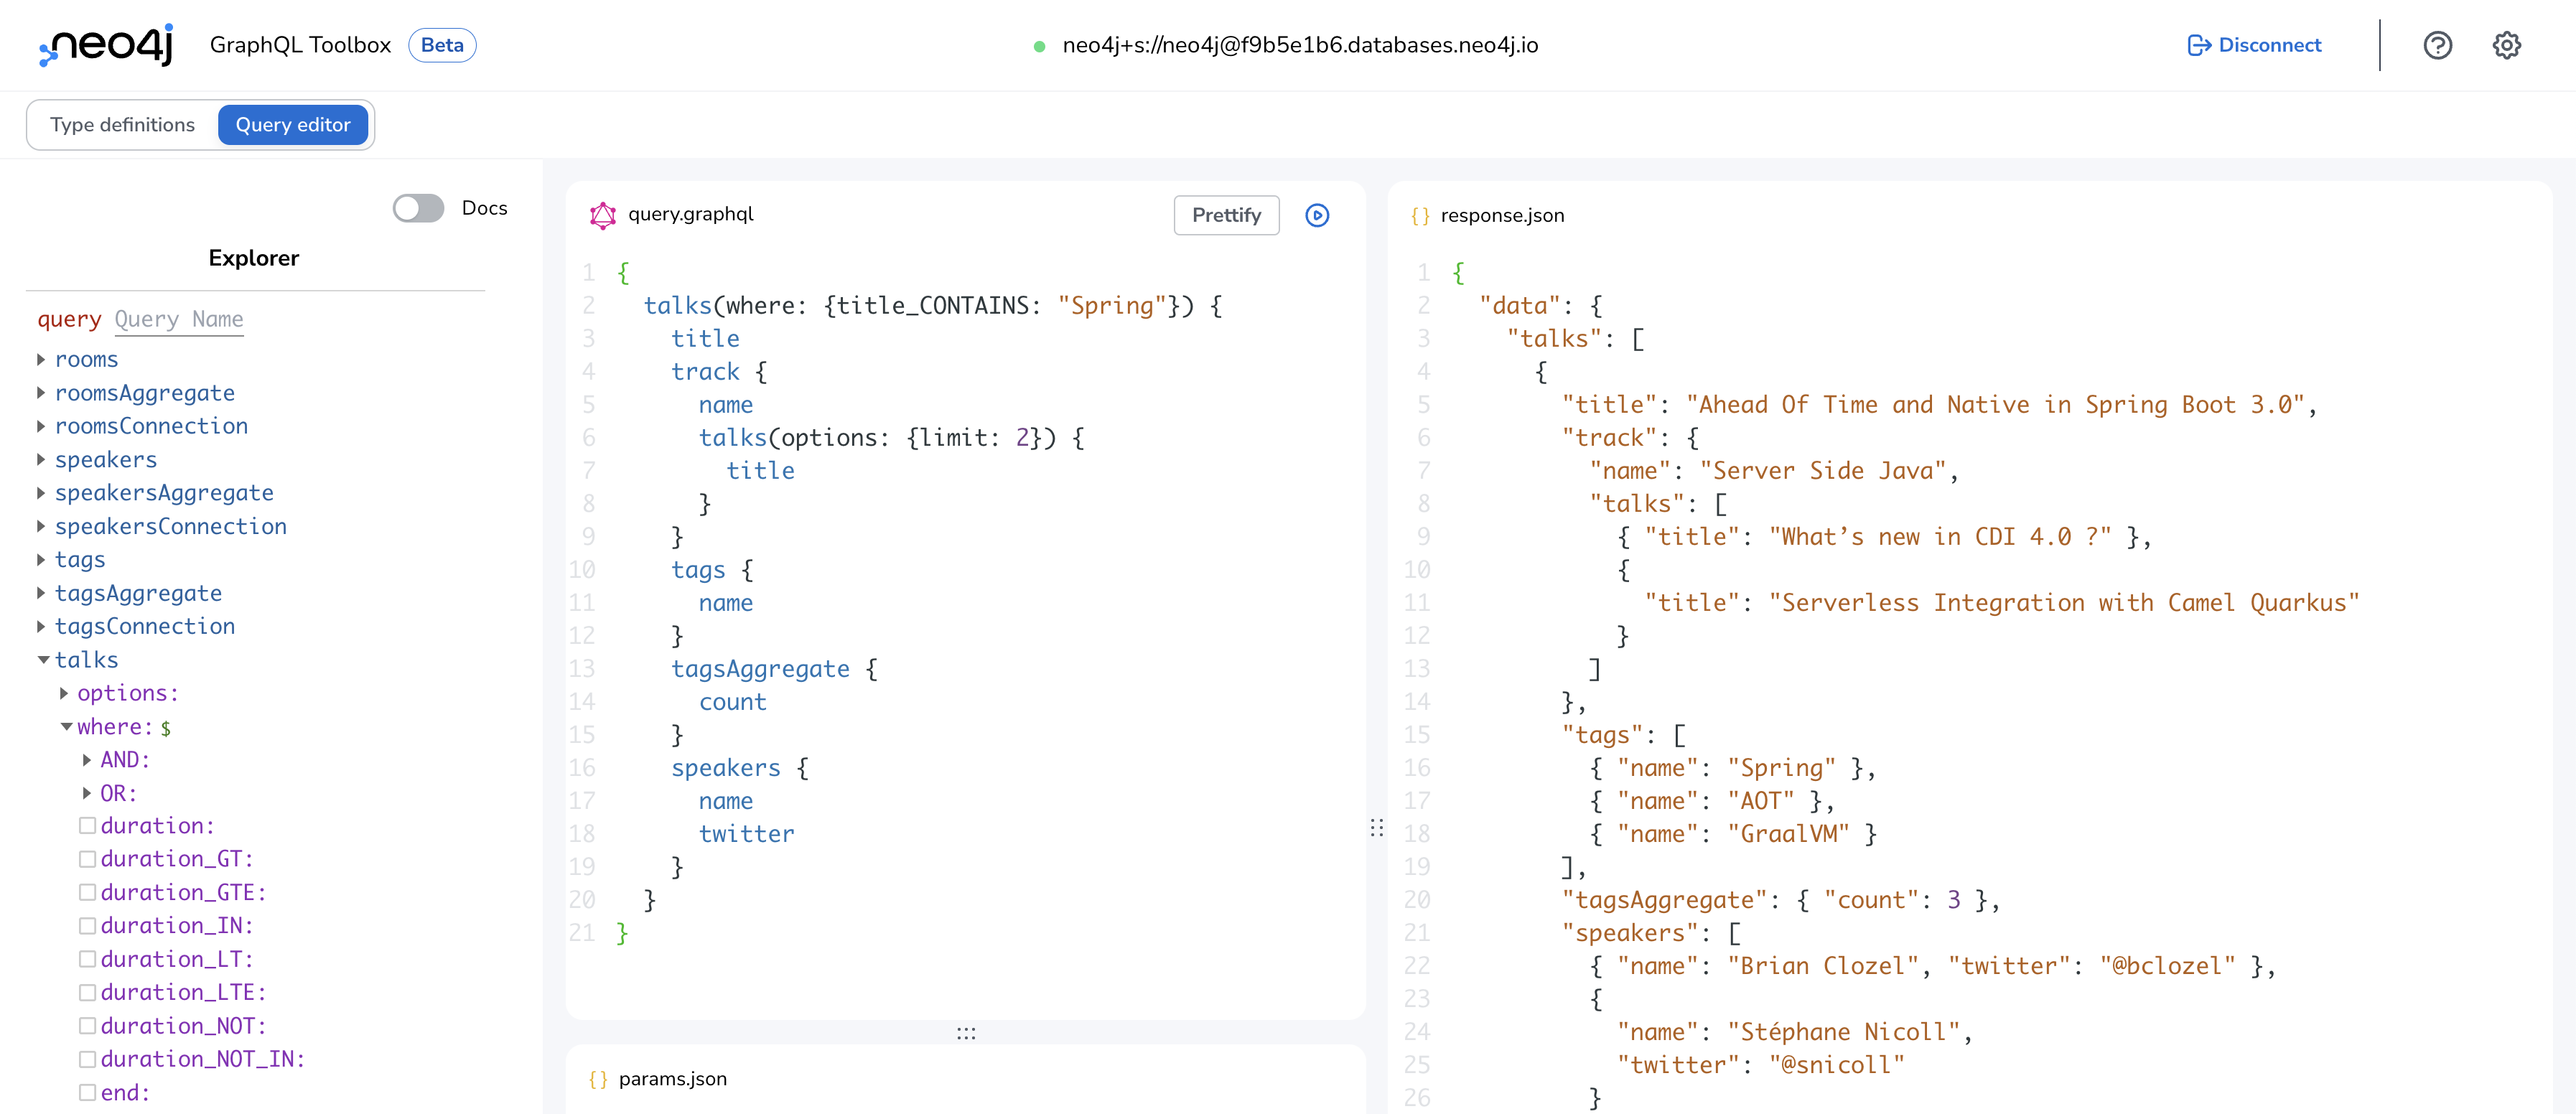 neo4j GraphQL Toolbox Beta
neo4j+s://neo4j@f9b5e1b6.databases.neo4j.io
Disconnect
Type definitions Query editor
Docs
Explorer
query Query Name
rooms
roomsAggregate
roomsConnection
speakers
speakersAggregate
speakersConnection
tags
tagsAggregate
tagsConnection
talks
options:
where: $
AND:
OR:
duration:
duration_GT:
duration_GTE:
duration_IN:
duration_LT:
duration_LTE:
duration_NOT:
duration_NOT_IN:
end:
query.graphql
Prettify
1 {
2 talks(where: {title_CONTAINS: "Spring"}) {
3 title
4 track {
5 name
6 talks(options: {limit: 2}) {
7 title
8 }
9 }
10 tags {
11 name
12 }
13 tagsAggregate {
14 count
15 }
16 speakers {
17 name
18 twitter
19 }
20 }
21 }
{} params.json
{} response.json
1 {
2 "data": {
3 "talks": [
4 {
5 "title": "Ahead Of Time and Native in Spring Boot 3.0",
6 "track": {
7 "name": "Server Side Java",
8 "talks": [
9 { "title": "What’s new in CDI 4.0 ?" },
10 {
11 "title": "Serverless Integration with Camel Quarkus"
12 }
13 ]
14 },
15 "tags": [
16 { "name": "Spring" },
17 { "name": "AOT" },
18 { "name": "GraalVM" }
19 ],
20 "tagsAggregate": { "count": 3 },
21 "speakers": [
22 { "name": "Brian Clozel", "twitter": "@bclozel" },
23 {
24 "name": "Stéphane Nicoll",
25 "twitter": "@snicoll"
26 }